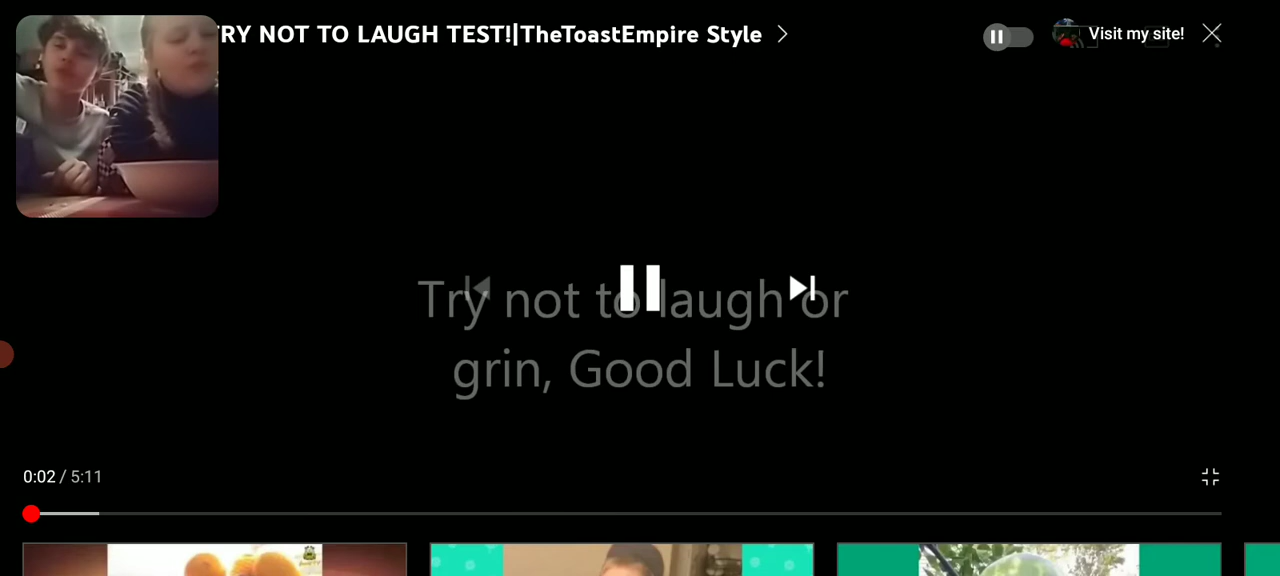 TRY NOT TO LAUGH TEST!|TheToastEmpire Style
Visit my site!
Try not to laugh or
grin, Good Luck!
0:02 / 5:11